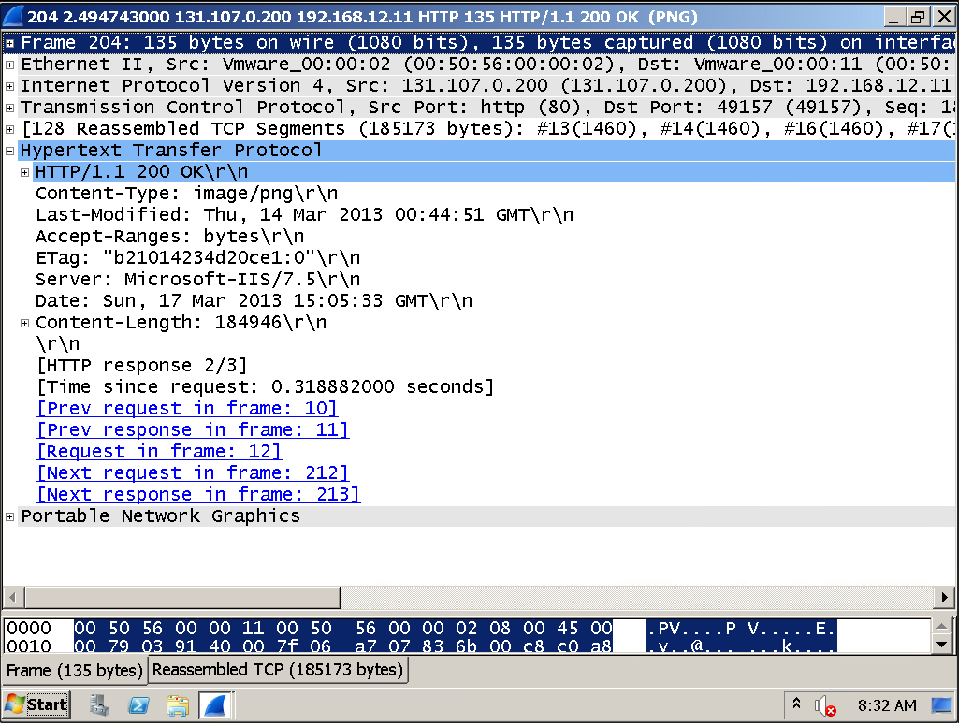 204 2.494743000 131.107.0.200 192.168.12.11 HTTP 135 HTTP/1.1 200 OK (PNG)
Frame 204: 135 bytes on wire (1080 bits), 135 bytes captured (1080 bits) on interfa
Ethernet II, Src: Vmware_00:00:02 (00:50:56:00:00:02), Dst: Vmware_00:00:11 (00:50:
Internet Protocol Version 4, Src: 131.107.0.200 (131.107.0.200), Dst: 192.168.12.11
Transmission Control Protocol, Src Port: http (80), Dst Port: 49157 (49157), Seq: 18
[128 Reassembled TCP Segments (185173 bytes): #13(1460), #14(1460), #16(1460), #17(1
Hypertext Transfer Protocol
HTTP/1.1 200 OK\r\n
Content-Type: image/png\r\n
Last-Modified: Thu, 14 Mar 2013 00:44:51 GMT\r\n
Accept-Ranges: bytes\r\n
ETag: "b21014234d20ce1:0"\r\n
Server: Microsoft-IIS/7.5\r\n
Date: Sun, 17 Mar 2013 15:05:33 GMT\r\n
Content-Length: 184946\r\n
\r\n
[HTTP response 2/3]
[Time since request: 0.318882000 seconds]
[Prev request in frame: 10]
[Prev response in frame: 11]
[Request in frame: 12]
[Next request in frame: 212]
[Next response in frame: 213]
Portable Network Graphics
0000 00 50 56 00 00 11 00 50 56 00 00 02 08 00 45 00 .PV....P V.....E.
0010 00 79 03 91 40 00 7f 06 a7 07 83 6b 00 c8 c0 a8 .y..@... ...k....
Frame (135 bytes) Reassembled TCP (185173 bytes)
Start 8:32 AM